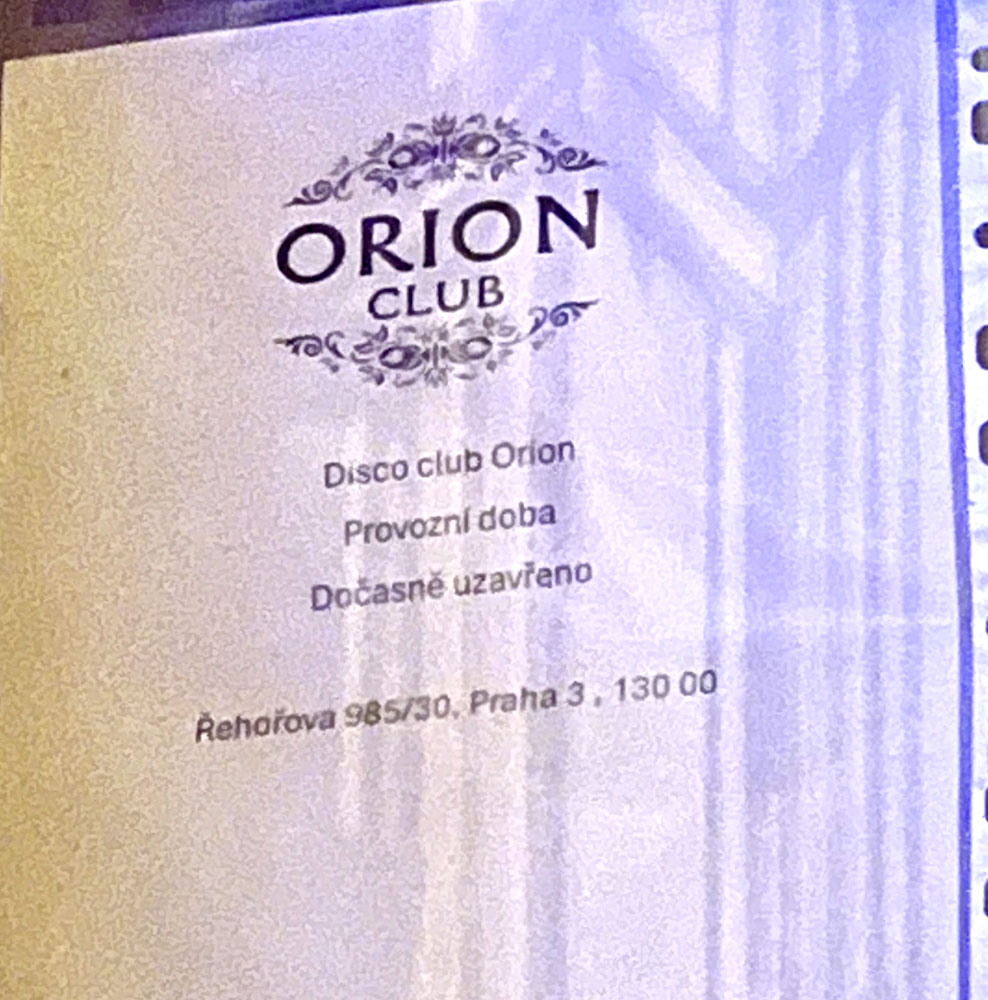 ORION
CLUB
Disco club Orion
Provozní doba
Dočasně uzavřeno
Řehořova 985/30, Praha 3 , 130 00